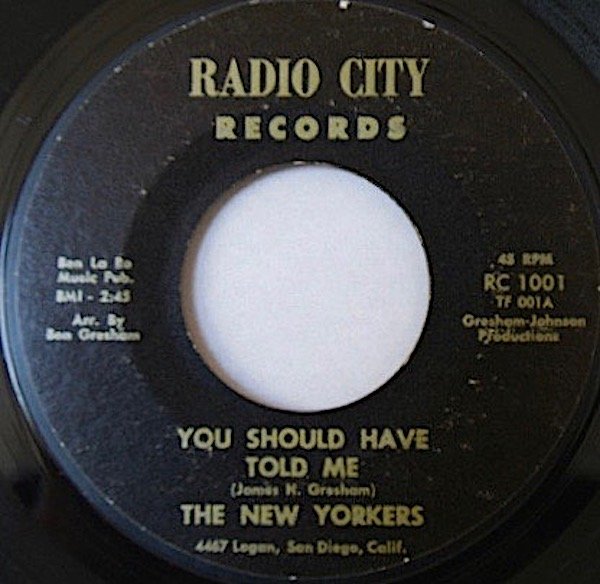 RADIO CITY
RECORDS
Ben La Ro
Music Pub.
BMI - 2:45
Arr. By
Ben Gresham
45 RPM
RC 1001
TF 001A
Gresham-Johnson
Productions
YOU SHOULD HAVE
TOLD ME
(James H. Gresham)
THE NEW YORKERS
4467 Logan, San Diego, Calif.